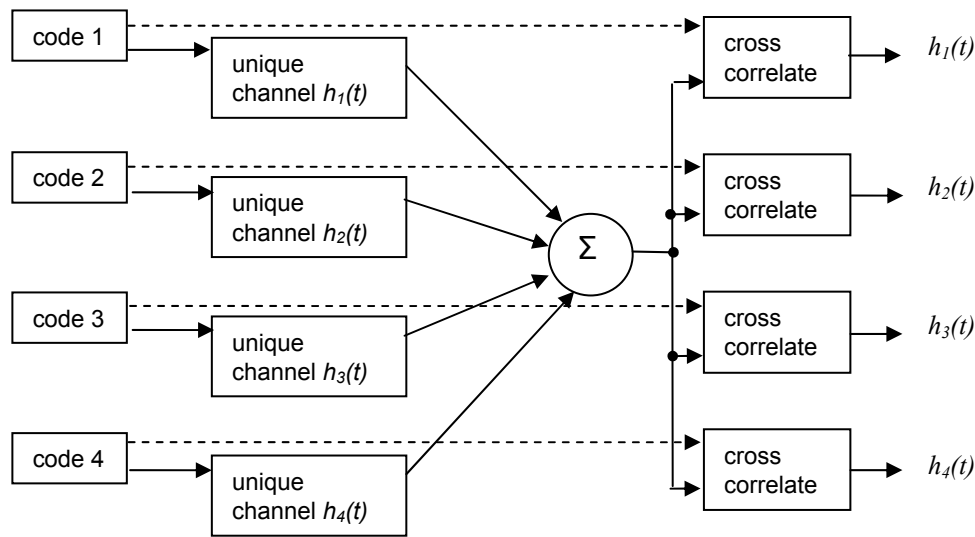 code 1
unique
channel h1(t)
cross
correlate
h1(t)
code 2
unique
channel h2(t)
cross
correlate
h2(t)
Σ
code 3
unique
channel h3(t)
cross
correlate
h3(t)
code 4
unique
channel h4(t)
cross
correlate
h4(t)